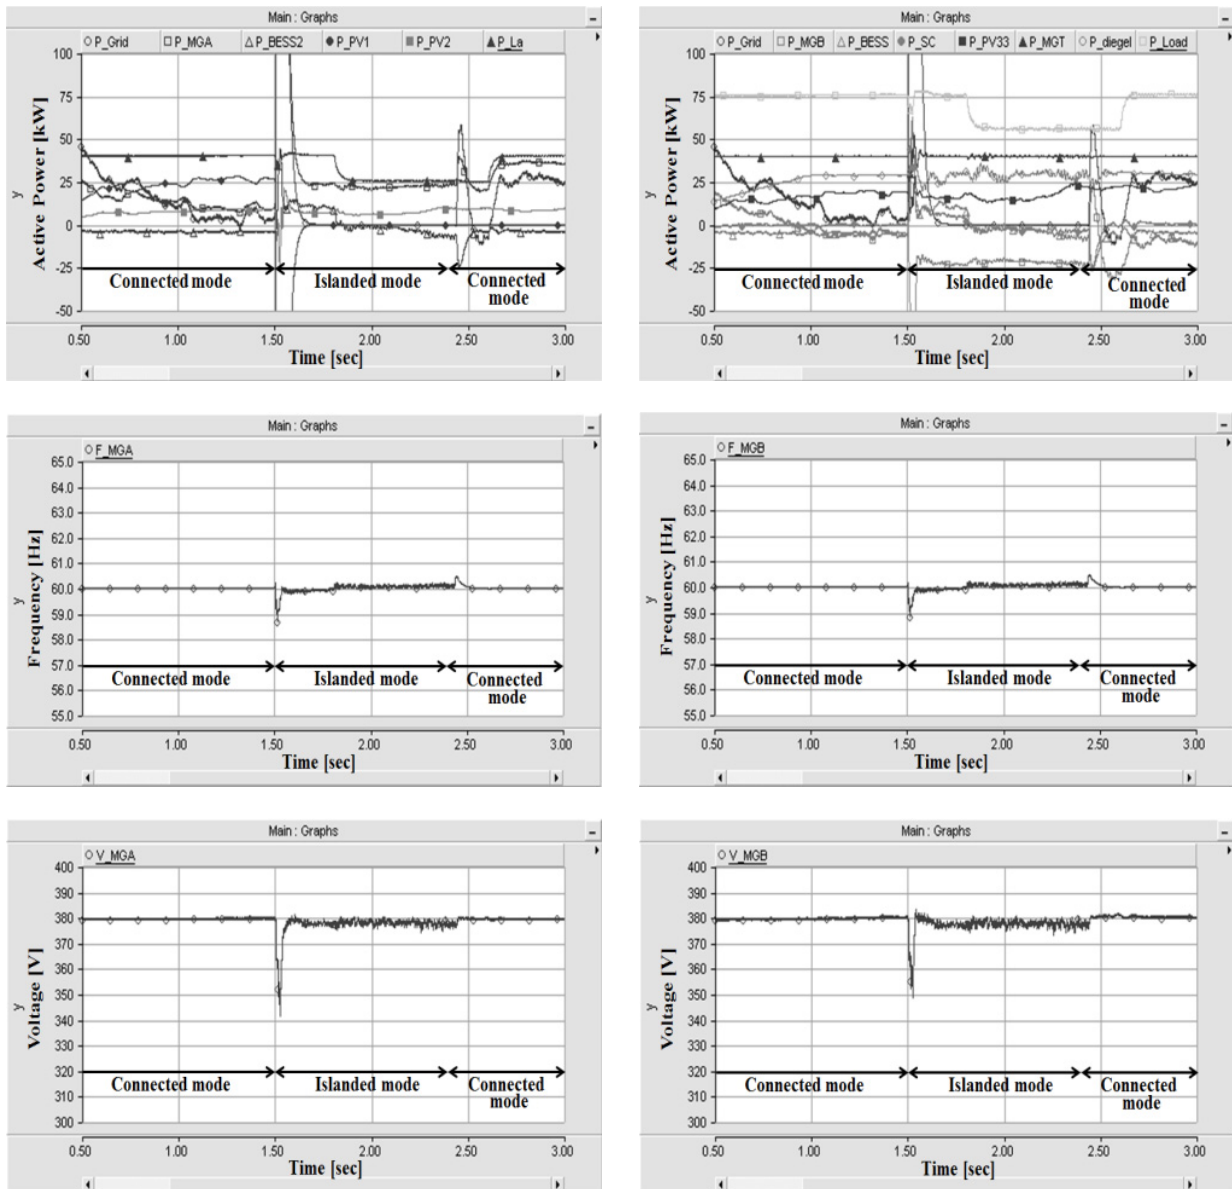 Main : Graphs
P_Grid P_MGA P_BESS2 P_PV1 P_PV2 P_La
Active Power [kW]
y
100
75
50
25
0
-25
-50
Connected mode
Islanded mode
Connected
mode
0.50 1.00 1.50 2.00 2.50 3.00
Time [sec]
Main : Graphs
P_Grid P_MGB P_BESS P_SC P_PV33 P_MGT P_diegel P_Load
Active Power [kW]
y
100
75
50
25
0
-25
-50
Connected mode
Islanded mode
Connected
mode
0.50 1.00 1.50 2.00 2.50 3.00
Time [sec]
Main : Graphs
F_MGA
Frequency [Hz]
y
65.0
64.0
63.0
62.0
61.0
60.0
59.0
58.0
57.0
56.0
55.0
Connected mode
Islanded mode
Connected
mode
0.50 1.00 1.50 2.00 2.50 3.00
Time [sec]
Main : Graphs
F_MGB
Frequency [Hz]
y
65.0
64.0
63.0
62.0
61.0
60.0
59.0
58.0
57.0
56.0
55.0
Connected mode
Islanded mode
Connected
mode
0.50 1.00 1.50 2.00 2.50 3.00
Time [sec]
Main : Graphs
V_MGA
Voltage [V]
y
400
390
380
370
360
350
340
330
320
310
300
Connected mode
Islanded mode
Connected
mode
0.50 1.00 1.50 2.00 2.50 3.00
Time [sec]
Main : Graphs
V_MGB
Voltage [V]
y
400
390
380
370
360
350
340
330
320
310
300
Connected mode
Islanded mode
Connected
mode
0.50 1.00 1.50 2.00 2.50 3.00
Time [sec]